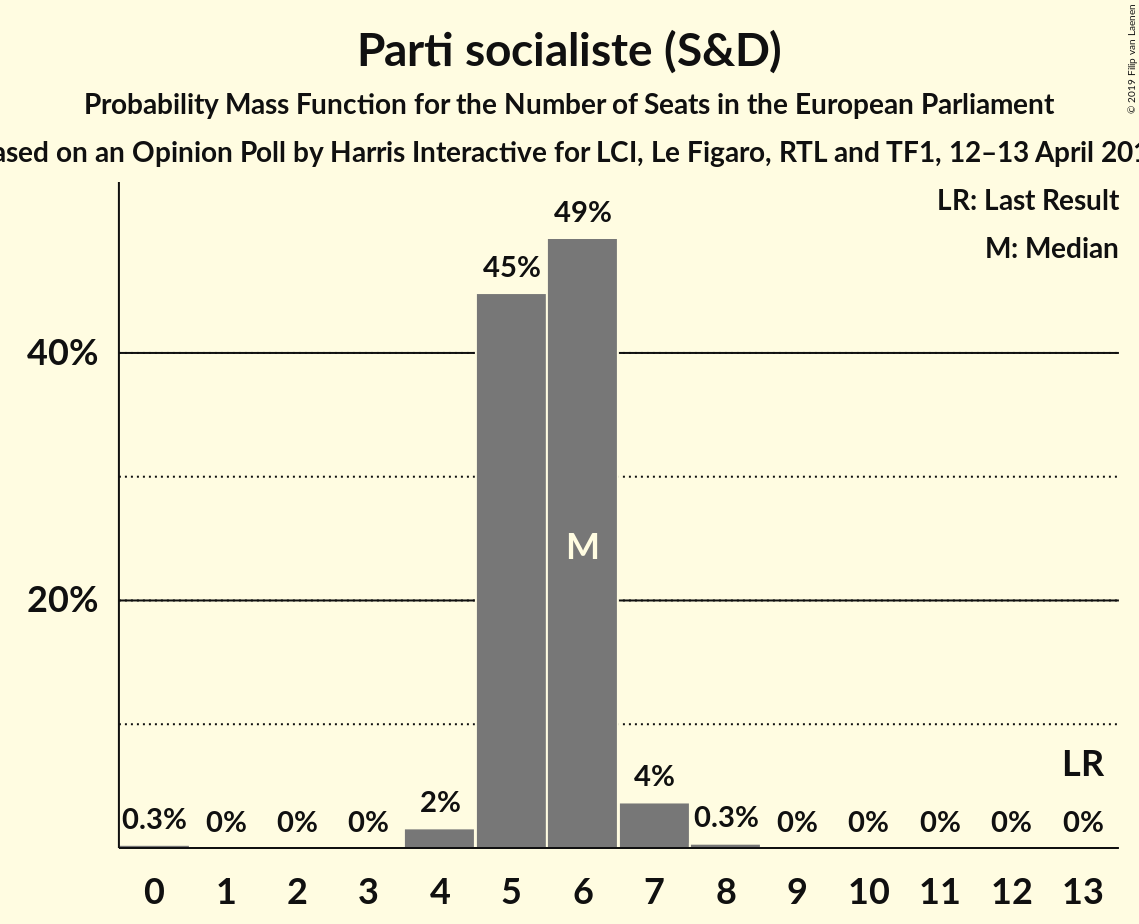 Parti socialiste (S&D)
Probability Mass Function for the Number of Seats in the European Parliament
ased on an Opinion Poll by Harris Interactive for LCI, Le Figaro, RTL and TF1, 12–13 April 201
© 2019 Filip van Laenen
LR: Last Result
M: Median
49%
45%
40%
M
20%
LR
4%
2%
0.3% 0% 0% 0% 0.3% 0% 0% 0% 0% 0%
0 1 2 3 4 5 6 7 8 9 10 11 12 13